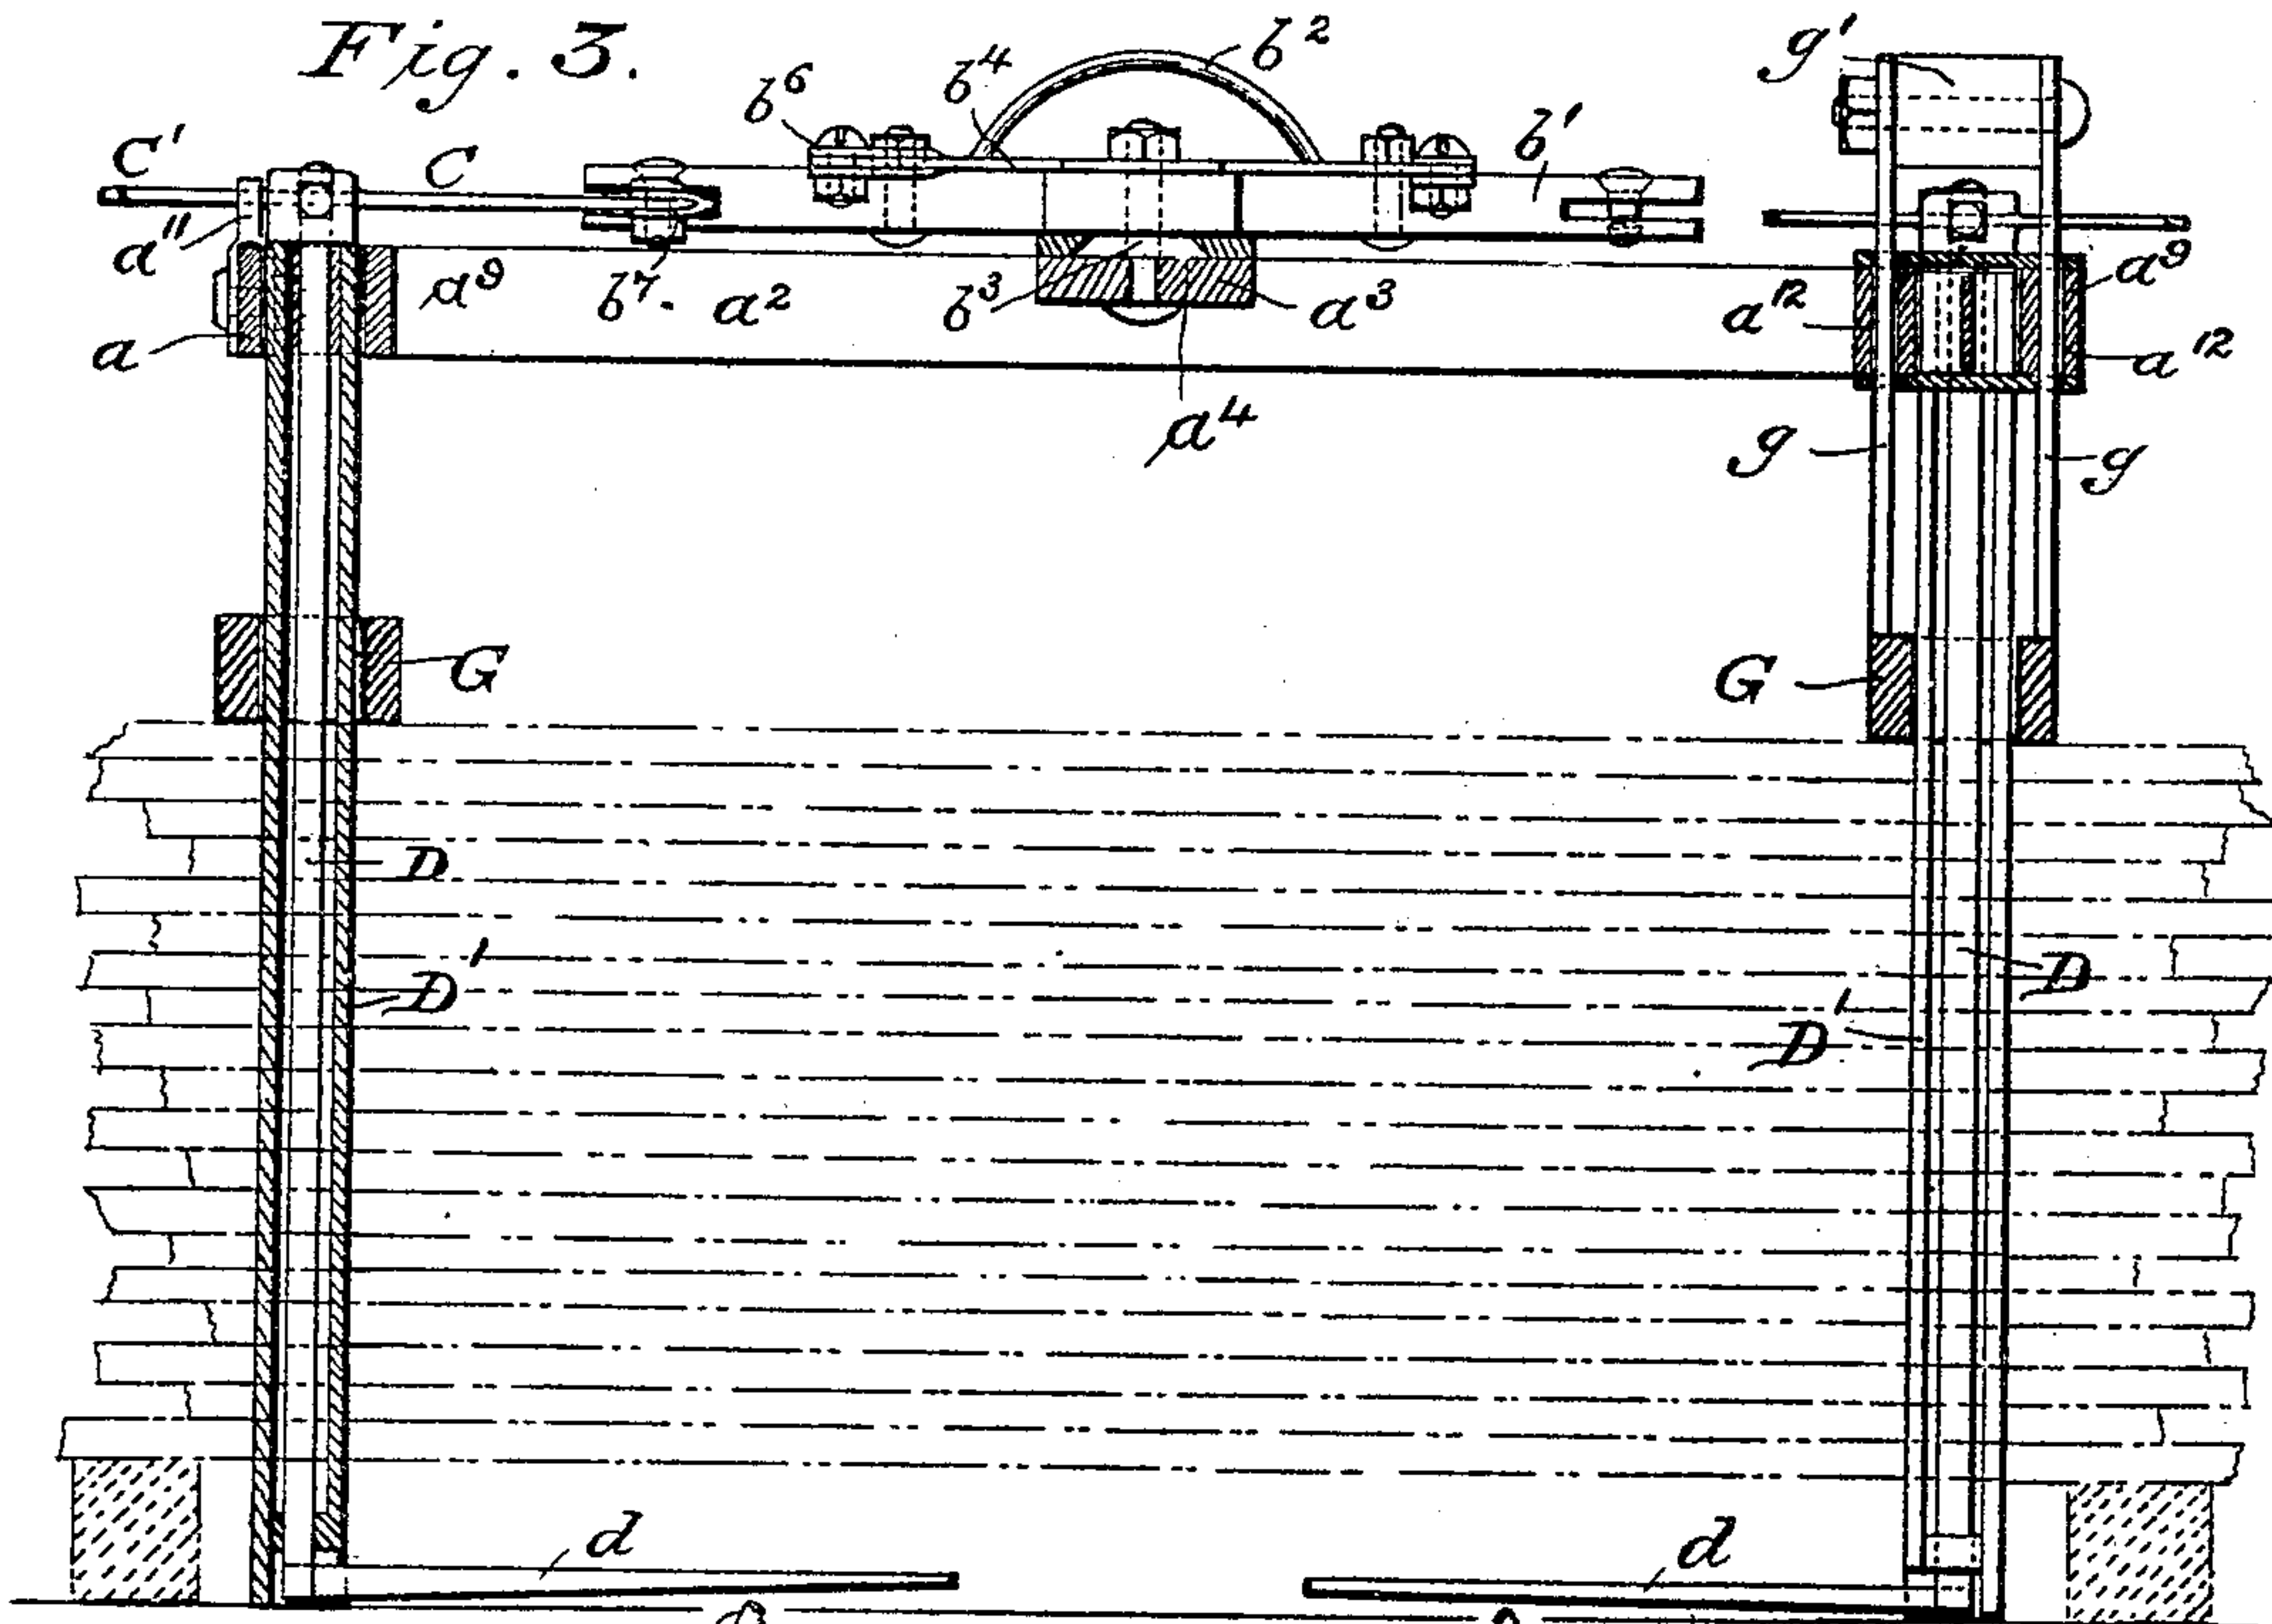 Fig. 3.
b² g'
b⁶ b⁴
C' C b'
a'' a⁹ b⁷ a² b³ a³ a¹² a⁹
a a¹²
a⁴
g g
G G
D
D' D
D'
d d